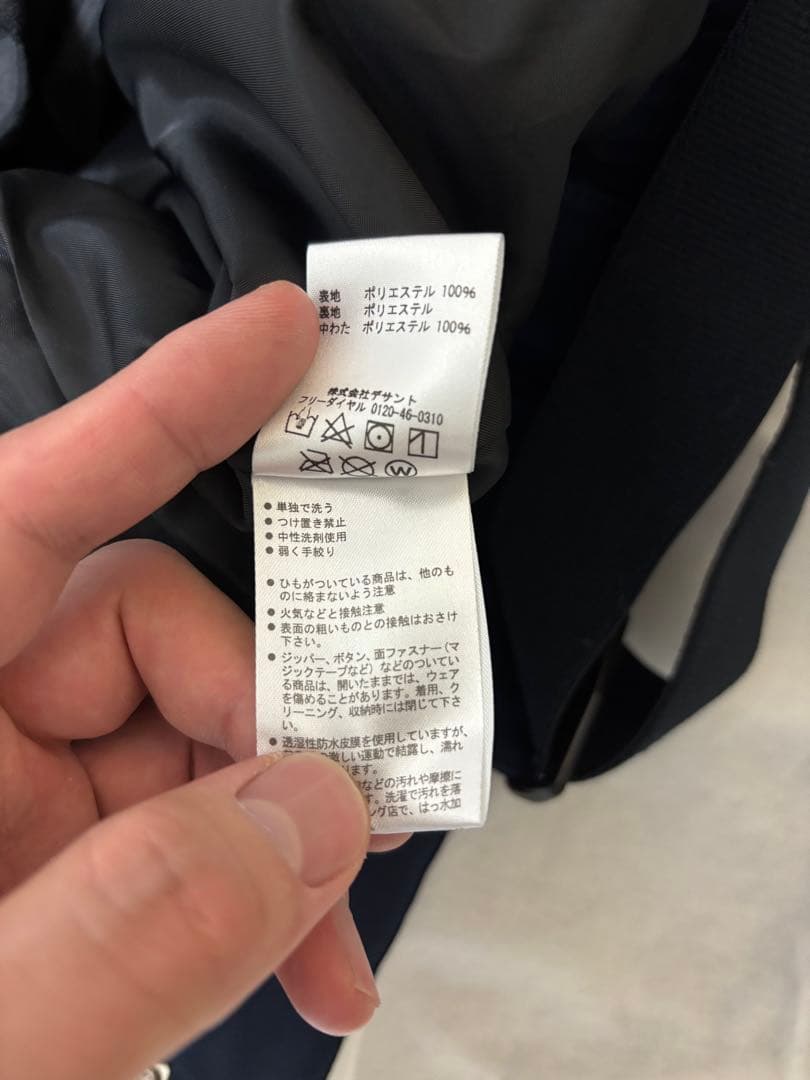 表地 ポリエステル 100%
裏地 ポリエステル
中わた ポリエステル 100%
株式会社デサント
フリーダイヤル 0120-46-0310
W
● 単独で洗う
● つけ置き禁止
● 中性洗剤使用
● 弱く手絞り
● ひもがついている商品は、他のも
のに絡まないよう注意
● 火気などと接触注意
● 表面の粗いものとの接触はおさけ
下さい。
● ジッパー、ボタン、面ファスナー(マ
ジックテープなど)などのついてい
る商品は、開いたままでは、ウェア
を傷めることがあります。着用、ク
リーニング、収納時には閉じて下さ
い。
● 透湿性防水皮膜を使用していますが、
激しい運動で結露し、濡れ
ます。
などの汚れや摩擦に
す。洗濯で汚れを落
ング店で、はっ水加